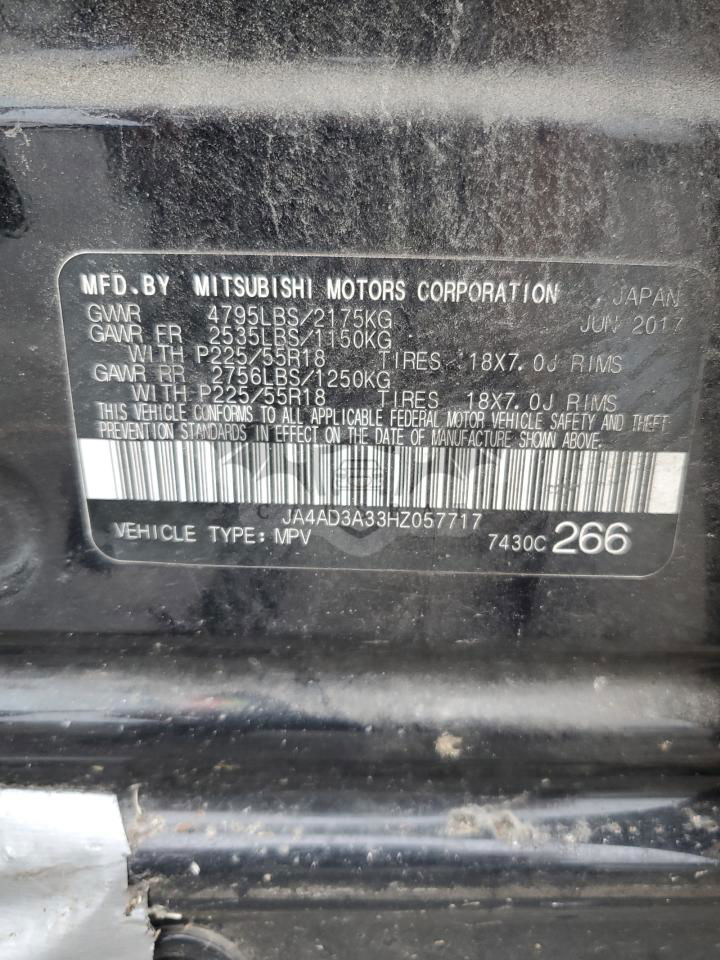 MFD.BY MITSUBISHI MOTORS CORPORATION JAPAN
GVWR 4795LBS/2175KG JUN 2017
GAWR FR 2535LBS/1150KG
WITH P225/55R18 TIRES 18X7.0J RIMS
GAWR RR 2756LBS/1250KG
WITH P225/55R18 TIRES 18X7.0J RIMS
THIS VEHICLE CONFORMS TO ALL APPLICABLE FEDERAL MOTOR VEHICLE SAFETY AND THEFT
PREVENTION STANDARDS IN EFFECT ON THE DATE OF MANUFACTURE SHOWN ABOVE.
JA4AD3A33HZ057717
VEHICLE TYPE: MPV 7430C 266